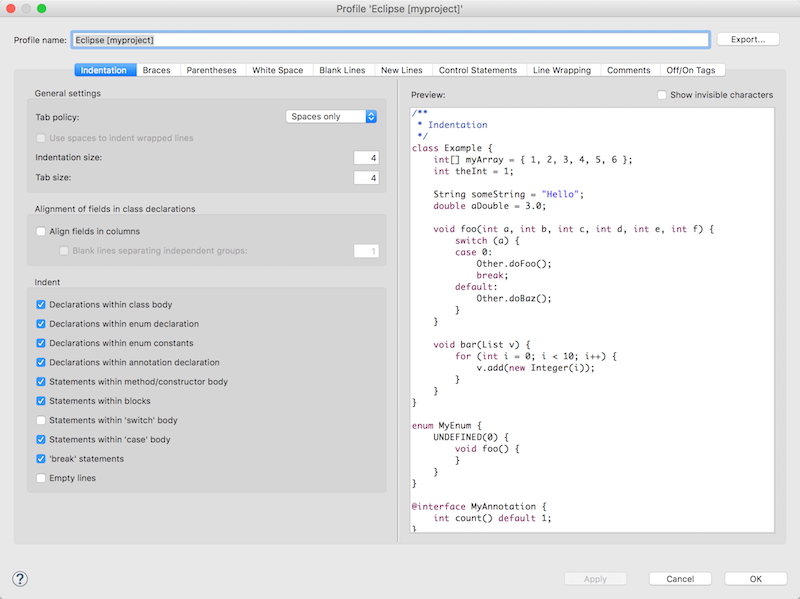 Profile 'Eclipse [myproject]'
Profile name: Eclipse [myproject] Export...
Indentation Braces Parentheses White Space Blank Lines New Lines Control Statements Line Wrapping Comments Off/On Tags
General settings
Tab policy: Spaces only
Use spaces to indent wrapped lines
Indentation size: 4
Tab size: 4
Alignment of fields in class declarations
Align fields in columns
Blank lines separating independent groups: 1
Indent
Declarations within class body
Declarations within enum declaration
Declarations within enum constants
Declarations within annotation declaration
Statements within method/constructor body
Statements within blocks
Statements within 'switch' body
Statements within 'case' body
'break' statements
Empty lines
Preview: Show invisible characters
/**
 * Indentation
 */
class Example {
    int[] myArray = { 1, 2, 3, 4, 5, 6 };
    int theInt = 1;

    String someString = "Hello";
    double aDouble = 3.0;

    void foo(int a, int b, int c, int d, int e, int f) {
        switch (a) {
        case 0:
            Other.doFoo();
            break;
        default:
            Other.doBaz();
        }
    }

    void bar(List v) {
        for (int i = 0; i < 10; i++) {
            v.add(new Integer(i));
        }
    }
}

enum MyEnum {
    UNDEFINED(0) {
        void foo() {
        }
    }
}

@interface MyAnnotation {
    int count() default 1;
}
? Apply Cancel OK